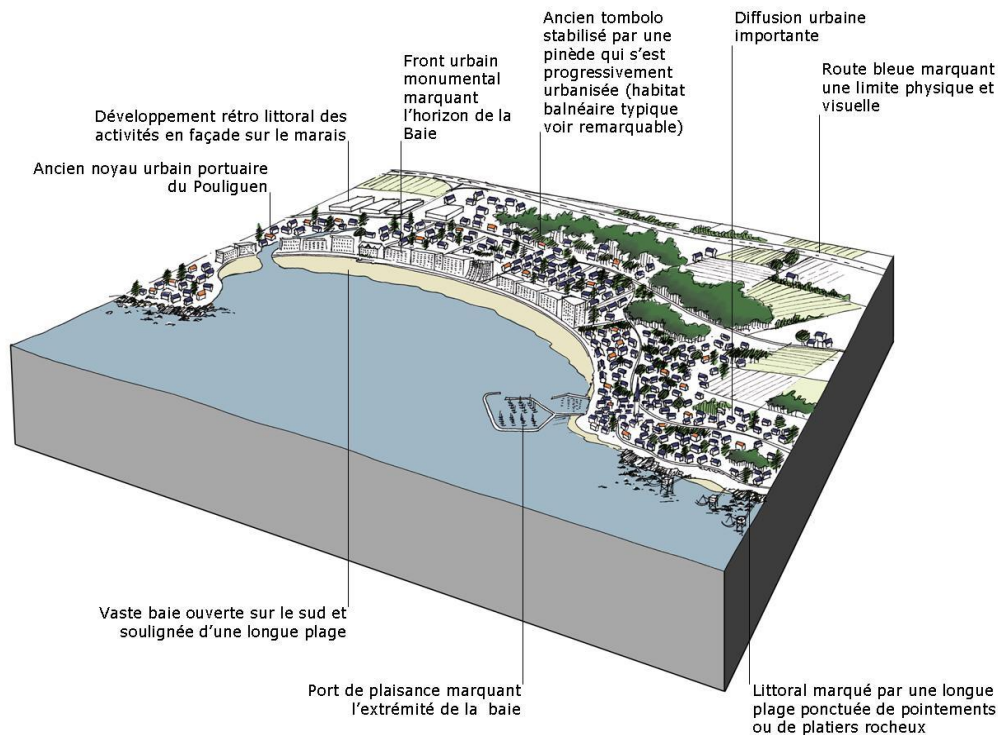 Ancien tombolo
stabilisé par une
pinède qui s'est
progressivement
urbanisée (habitat
balnéaire typique
voir remarquable)
Diffusion urbaine
importante
Front urbain
monumental
marquant
l'horizon de la
Baie
Route bleue marquant
une limite physique et
visuelle
Développement rétro littoral des
activités en façade sur le marais
Ancien noyau urbain portuaire
du Pouliguen
Vaste baie ouverte sur le sud et
soulignée d'une longue plage
Port de plaisance marquant
l'extrémité de la baie
Littoral marqué par une longue
plage ponctuée de pointements
ou de platiers rocheux